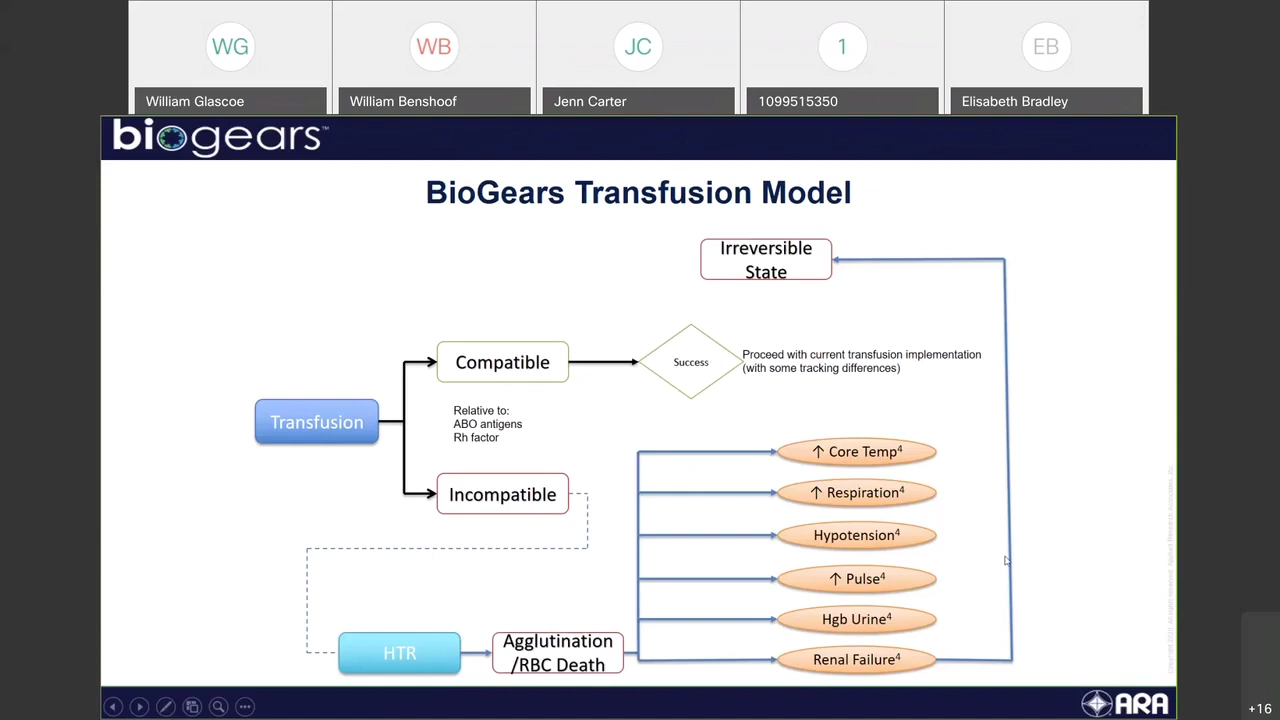 WG
WB
JC
1
EB
William Glascoe
William Benshoof
Jenn Carter
1099515350
Elisabeth Bradley
biogears™
BioGears Transfusion Model
Irreversible
State
Compatible
Success
Proceed with current transfusion implementation
(with some tracking differences)
Transfusion
Relative to:
ABO antigens
Rh factor
Incompatible
↑ Core Temp⁴
↑ Respiration⁴
Hypotension⁴
↑ Pulse⁴
Hgb Urine⁴
Renal Failure⁴
HTR
Agglutination
/RBC Death
ARA
+16